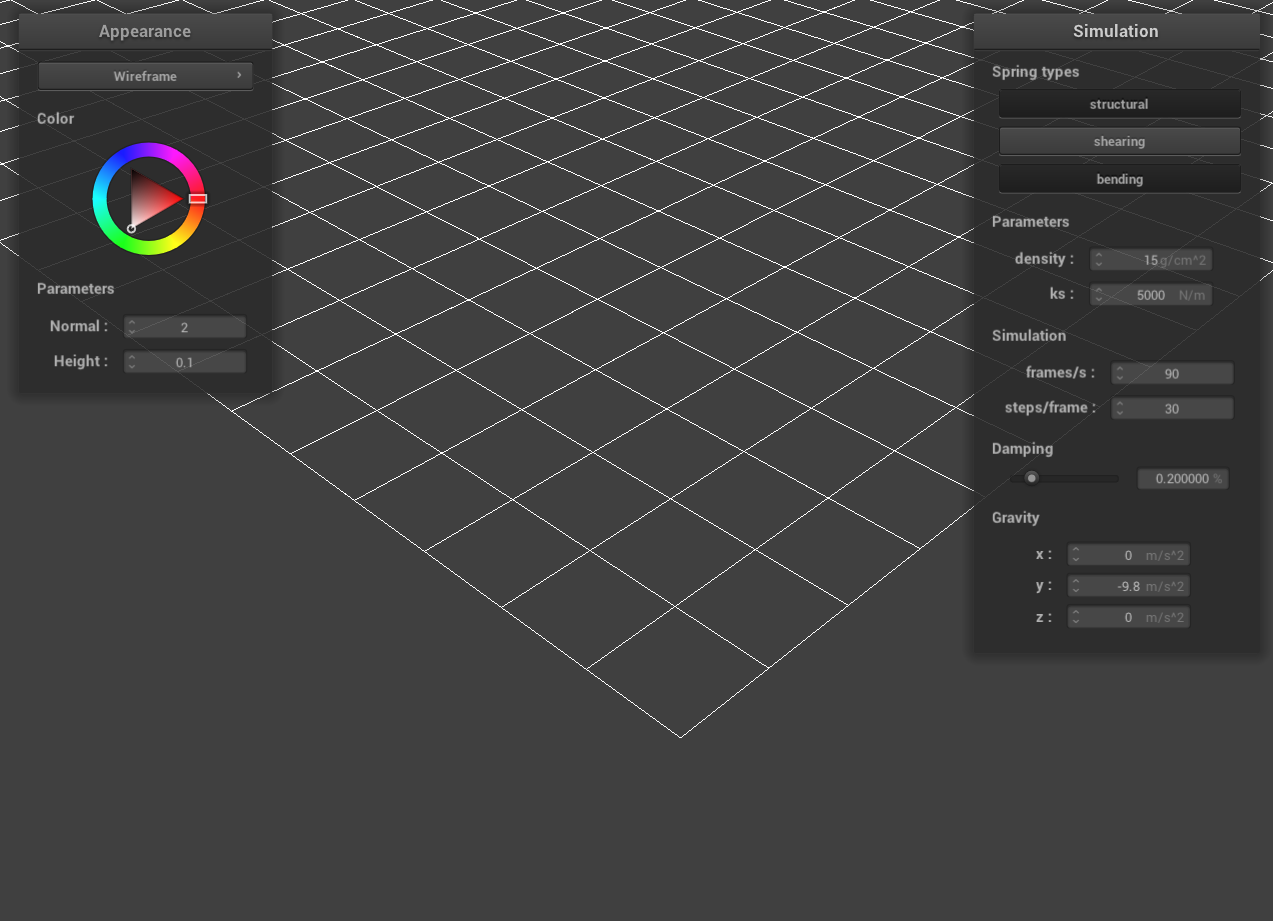 Appearance
Wireframe ›
Color
Parameters
Normal : 2
Height : 0.1
Simulation
Spring types
structural
shearing
bending
Parameters
density : 15 g/cm^2
ks : 5000 N/m
Simulation
frames/s : 90
steps/frame : 30
Damping
0.200000 %
Gravity
x : 0 m/s^2
y : -9.8 m/s^2
z : 0 m/s^2